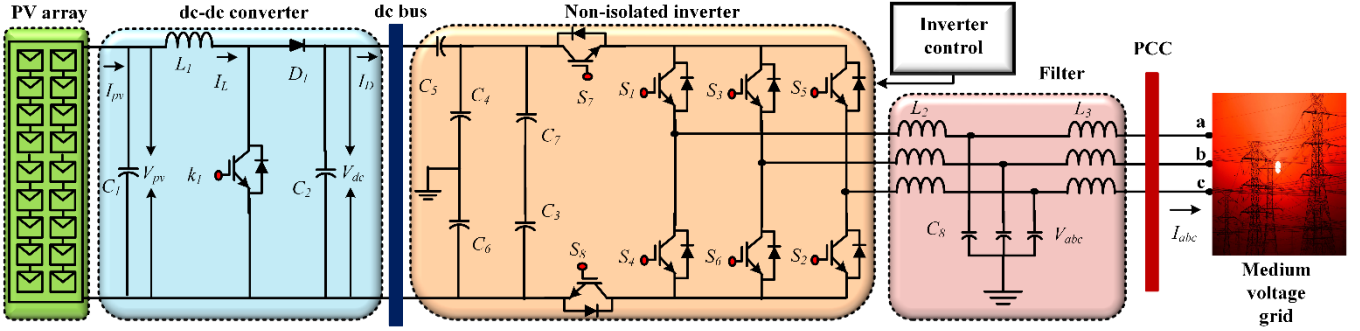 PV array
dc-dc converter
dc bus
Non-isolated inverter
Inverter
control
PCC
Filter
L1
IL
D1
ID
Ipv
C1
Vpv
k1
C2
Vdc
C5
C4
C7
C6
C3
S7
S8
S1
S3
S5
S4
S6
S2
L2
L3
C8
Vabc
a
b
c
Iabc
Medium
voltage
grid